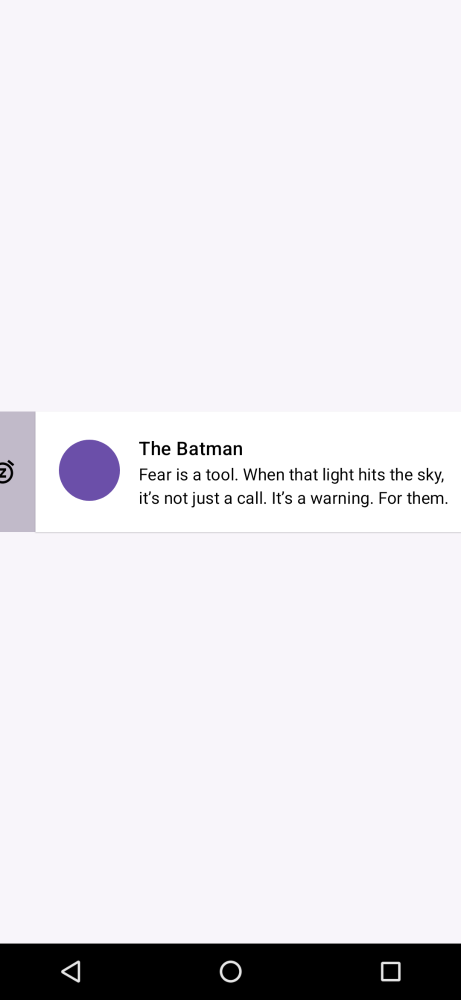 The Batman
Fear is a tool. When that light hits the sky,
it’s not just a call. It’s a warning. For them.